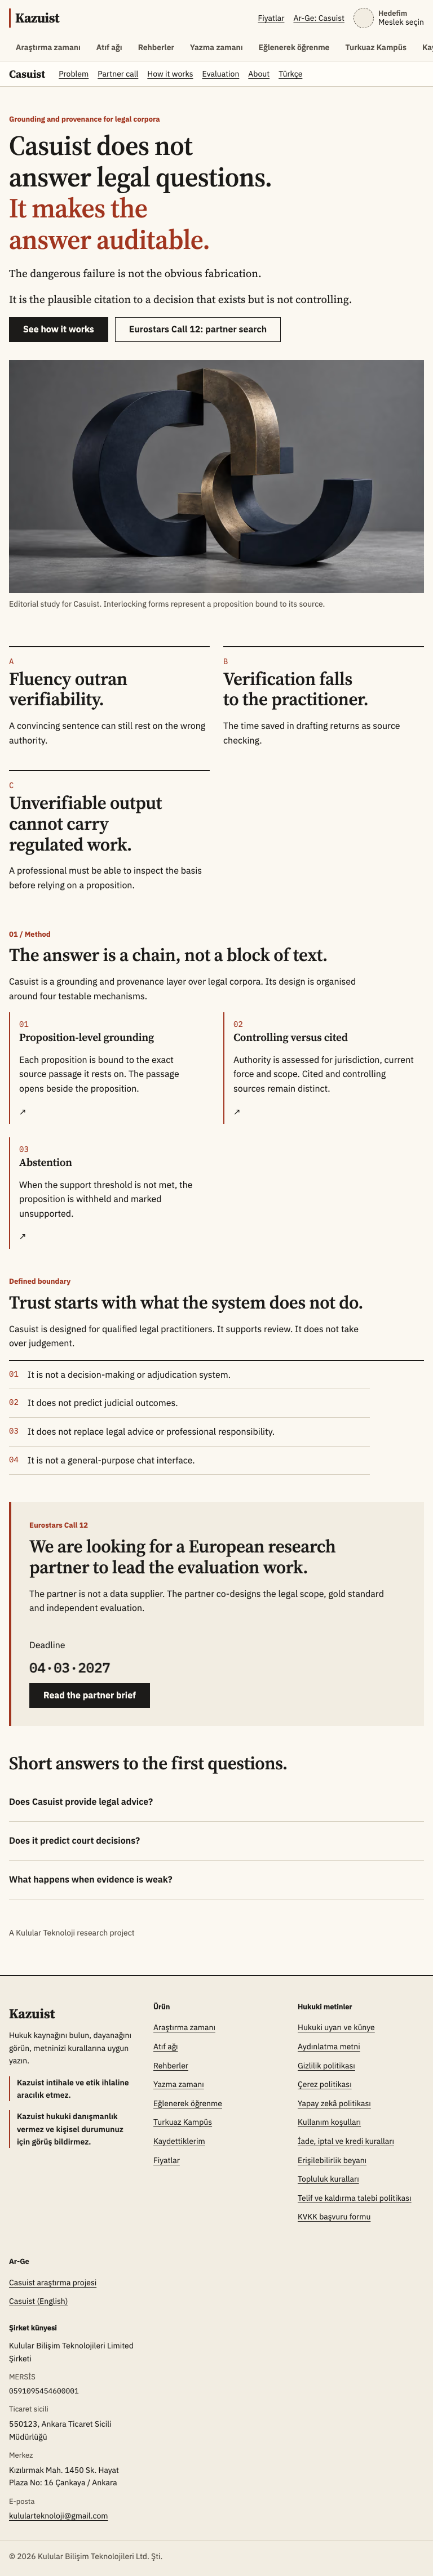 Kazuist
Fiyatlar
Ar-Ge: Casuist
Hedefim
Meslek seçin
Araştırma zamanı
Atıf ağı
Rehberler
Yazma zamanı
Eğlenerek öğrenme
Turkuaz Kampüs
Casuist
Problem
Partner call
How it works
Evaluation
About
Türkçe
Grounding and provenance for legal corpora
Casuist does not
answer legal questions.
It makes the
answer auditable.
The dangerous failure is not the obvious fabrication.
It is the plausible citation to a decision that exists but is not controlling.
See how it works
Eurostars Call 12: partner search
Editorial study for Casuist. Interlocking forms represent a proposition bound to its source.
A
Fluency outran
verifiability.
A convincing sentence can still rest on the wrong
authority.
B
Verification falls
to the practitioner.
The time saved in drafting returns as source
checking.
C
Unverifiable output
cannot carry
regulated work.
A professional must be able to inspect the basis
before relying on a proposition.
01 / Method
The answer is a chain, not a block of text.
Casuist is a grounding and provenance layer over legal corpora. Its design is organised
around four testable mechanisms.
01
Proposition-level grounding
Each proposition is bound to the exact
source passage it rests on. The passage
opens beside the proposition.
↗
02
Controlling versus cited
Authority is assessed for jurisdiction, current
force and scope. Cited and controlling
sources remain distinct.
↗
03
Abstention
When the support threshold is not met, the
proposition is withheld and marked
unsupported.
↗
Defined boundary
Trust starts with what the system does not do.
Casuist is designed for qualified legal practitioners. It supports review. It does not take
over judgement.
01 It is not a decision-making or adjudication system.
02 It does not predict judicial outcomes.
03 It does not replace legal advice or professional responsibility.
04 It is not a general-purpose chat interface.
Eurostars Call 12
We are looking for a European research
partner to lead the evaluation work.
The partner is not a data supplier. The partner co-designs the legal scope, gold standard
and independent evaluation.
Deadline
04·03·2027
Read the partner brief
Short answers to the first questions.
Does Casuist provide legal advice?
Does it predict court decisions?
What happens when evidence is weak?
A Kulular Teknoloji research project
Kazuist
Hukuk kaynağını bulun, dayanağını
görün, metninizi kurallarına uygun
yazın.
Kazuist intihale ve etik ihlaline
aracılık etmez.
Kazuist hukuki danışmanlık
vermez ve kişisel durumunuz
için görüş bildirmez.
Ürün
Araştırma zamanı
Atıf ağı
Rehberler
Yazma zamanı
Eğlenerek öğrenme
Turkuaz Kampüs
Kaydettiklerim
Fiyatlar
Hukuki metinler
Hukuki uyarı ve künye
Aydınlatma metni
Gizlilik politikası
Çerez politikası
Yapay zekâ politikası
Kullanım koşulları
İade, iptal ve kredi kuralları
Erişilebilirlik beyanı
Topluluk kuralları
Telif ve kaldırma talebi politikası
KVKK başvuru formu
Ar-Ge
Casuist araştırma projesi
Casuist (English)
Şirket künyesi
Kulular Bilişim Teknolojileri Limited
Şirketi
MERSİS
0591095454600001
Ticaret sicili
550123, Ankara Ticaret Sicili
Müdürlüğü
Merkez
Kızılırmak Mah. 1450 Sk. Hayat
Plaza No: 16 Çankaya / Ankara
E-posta
kulularteknoloji@gmail.com
© 2026 Kulular Bilişim Teknolojileri Ltd. Şti.